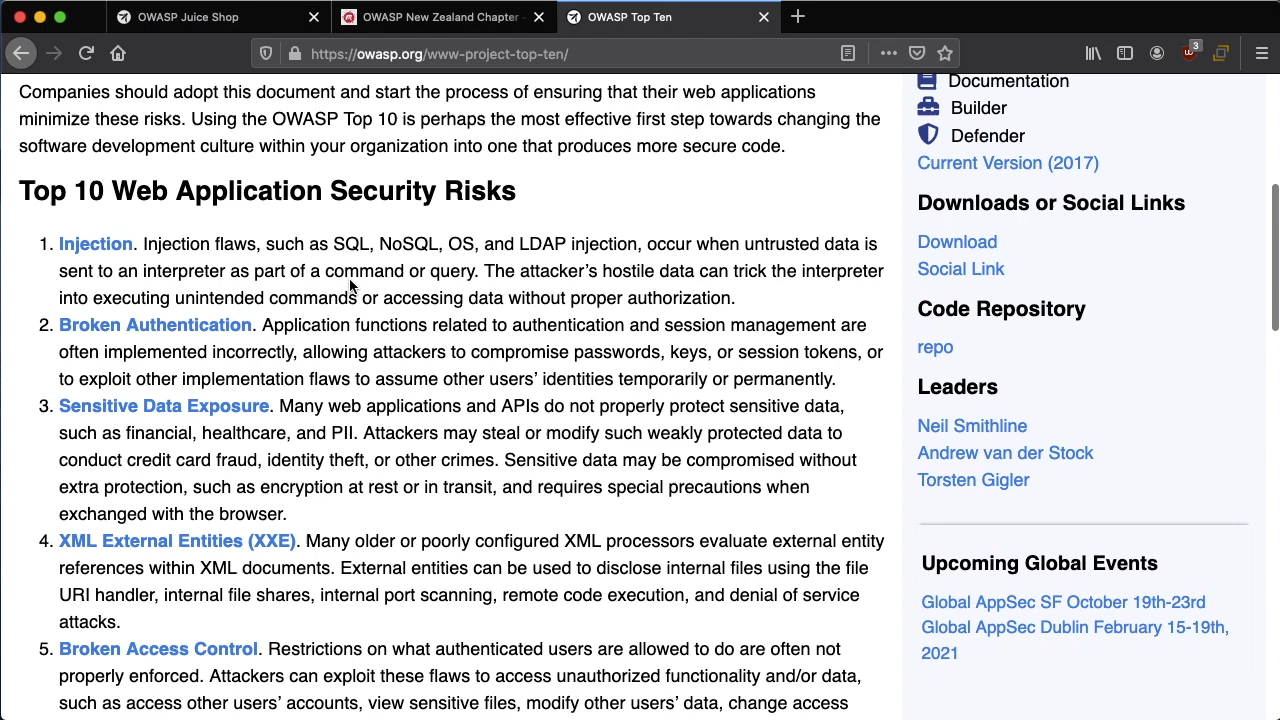 OWASP Juice Shop
OWASP New Zealand Chapter -
OWASP Top Ten
https://owasp.org/www-project-top-ten/
3
Companies should adopt this document and start the process of ensuring that their web applications
minimize these risks. Using the OWASP Top 10 is perhaps the most effective first step towards changing the
software development culture within your organization into one that produces more secure code.
Top 10 Web Application Security Risks
1. Injection. Injection flaws, such as SQL, NoSQL, OS, and LDAP injection, occur when untrusted data is
sent to an interpreter as part of a command or query. The attacker’s hostile data can trick the interpreter
into executing unintended commands or accessing data without proper authorization.
2. Broken Authentication. Application functions related to authentication and session management are
often implemented incorrectly, allowing attackers to compromise passwords, keys, or session tokens, or
to exploit other implementation flaws to assume other users’ identities temporarily or permanently.
3. Sensitive Data Exposure. Many web applications and APIs do not properly protect sensitive data,
such as financial, healthcare, and PII. Attackers may steal or modify such weakly protected data to
conduct credit card fraud, identity theft, or other crimes. Sensitive data may be compromised without
extra protection, such as encryption at rest or in transit, and requires special precautions when
exchanged with the browser.
4. XML External Entities (XXE). Many older or poorly configured XML processors evaluate external entity
references within XML documents. External entities can be used to disclose internal files using the file
URI handler, internal file shares, internal port scanning, remote code execution, and denial of service
attacks.
5. Broken Access Control. Restrictions on what authenticated users are allowed to do are often not
properly enforced. Attackers can exploit these flaws to access unauthorized functionality and/or data,
such as access other users’ accounts, view sensitive files, modify other users’ data, change access
Documentation
Builder
Defender
Current Version (2017)
Downloads or Social Links
Download
Social Link
Code Repository
repo
Leaders
Neil Smithline
Andrew van der Stock
Torsten Gigler
Upcoming Global Events
Global AppSec SF October 19th-23rd
Global AppSec Dublin February 15-19th,
2021